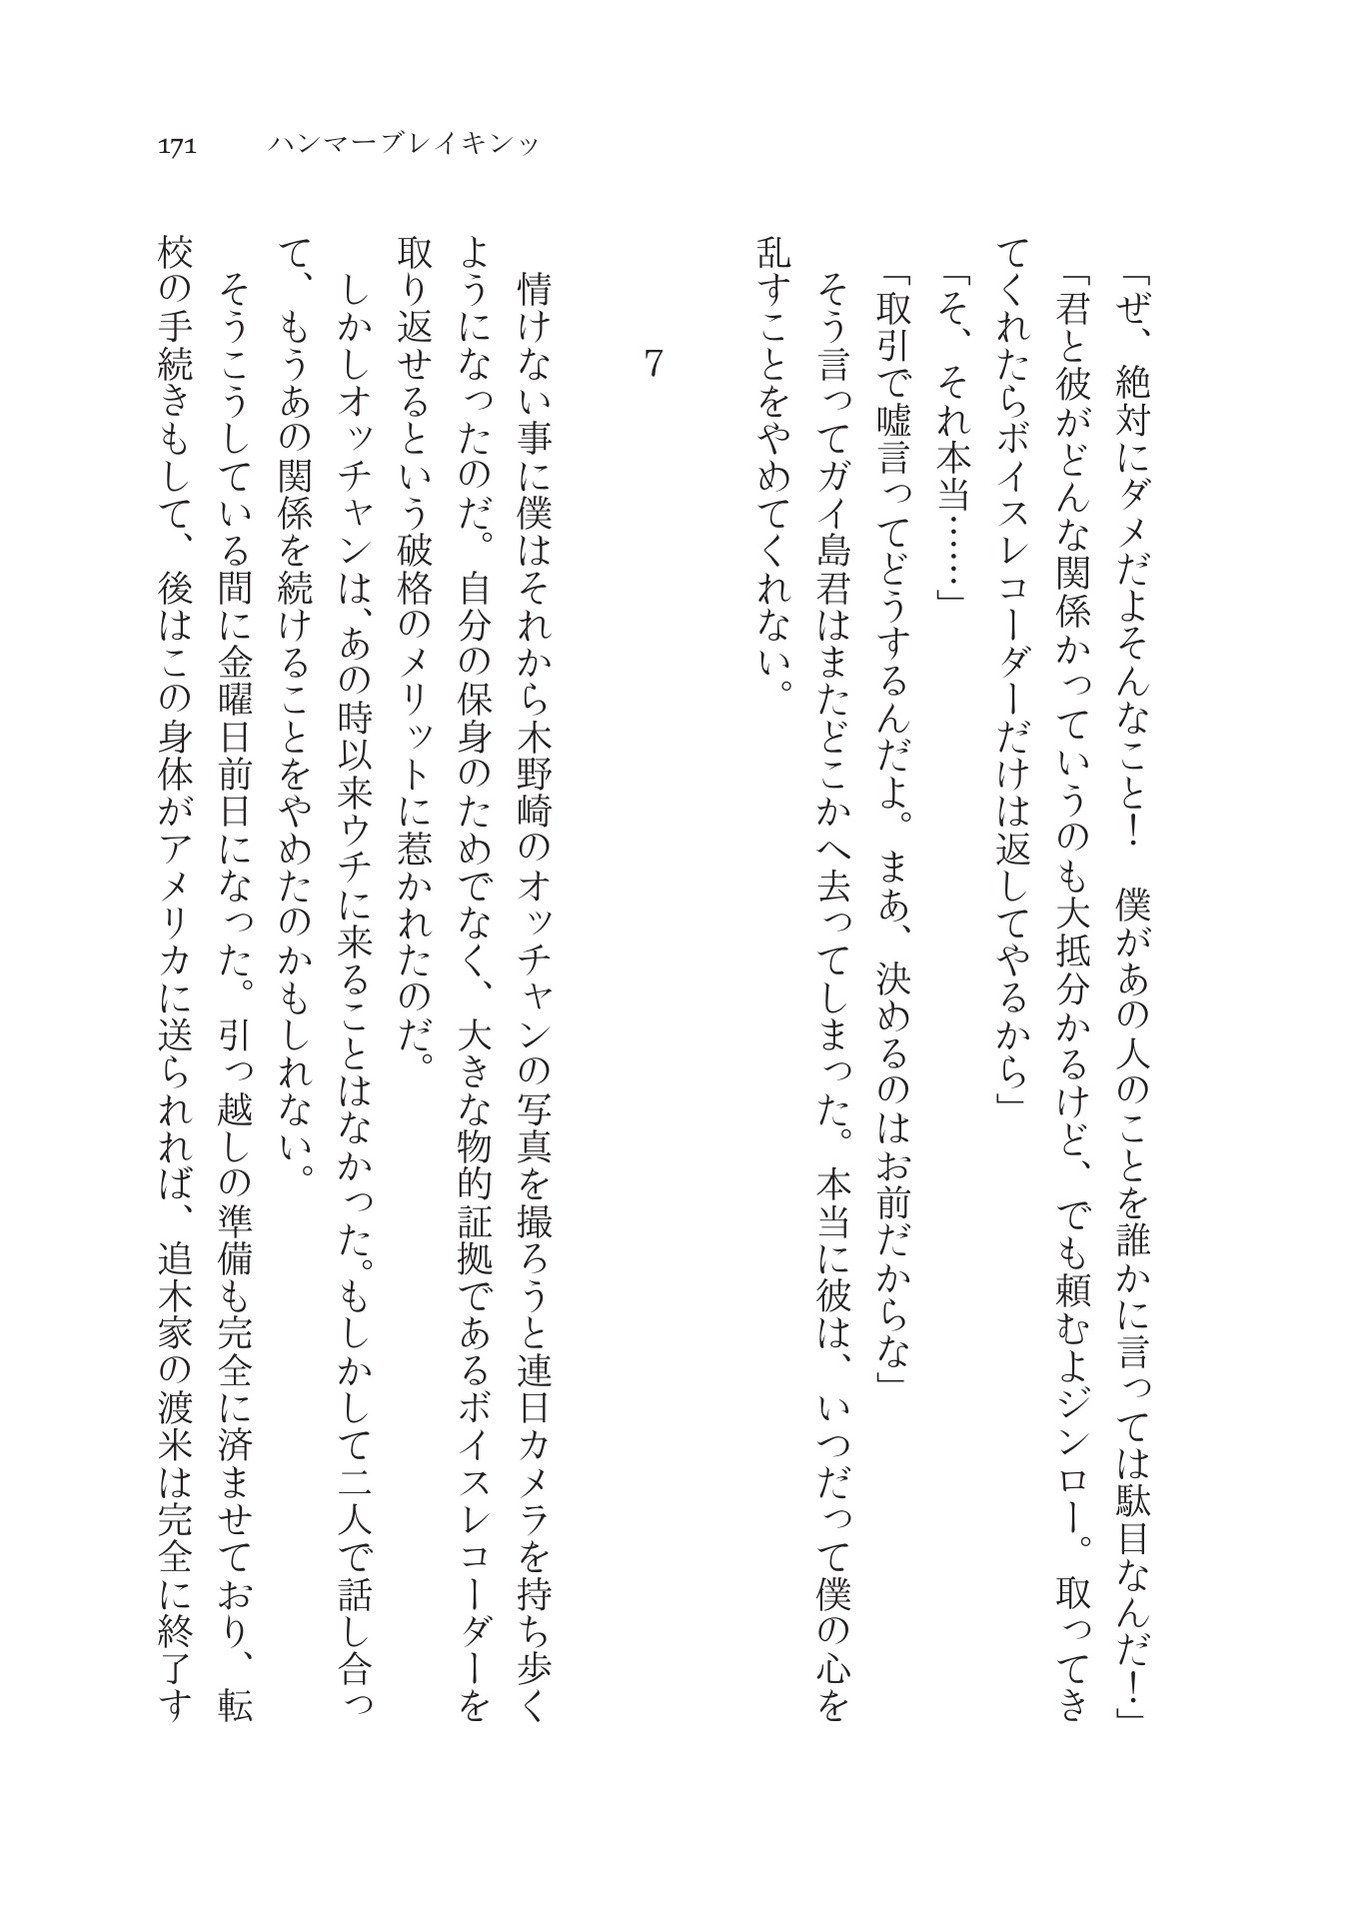 171 ハンマーブレイキンッ
「ぜ、絶対にダメだよそんなこと！　僕があの人のことを誰かに言っては駄目なんだ！」
「君と彼がどんな関係かっていうのも大抵分かるけど、でも頼むよジンロー。取ってき
てくれたらボイスレコーダーだけは返してやるから」
「そ、それ本当……」
「取引で嘘言ってどうするんだよ。まあ、決めるのはお前だからな」
そう言ってガイ島君はまたどこかへ去ってしまった。本当に彼は、いつだって僕の心を
乱すことをやめてくれない。
7
情けない事に僕はそれから木野崎のオッチャンの写真を撮ろうと連日カメラを持ち歩く
ようになったのだ。自分の保身のためでなく、大きな物的証拠であるボイスレコーダーを
取り返せるという破格のメリットに惹かれたのだ。
しかしオッチャンは、あの時以来ウチに来ることはなかった。もしかして二人で話し合っ
て、もうあの関係を続けることをやめたのかもしれない。
そうこうしている間に金曜日前日になった。引っ越しの準備も完全に済ませており、転
校の手続きもして、後はこの身体がアメリカに送られれば、追木家の渡米は完全に終了す